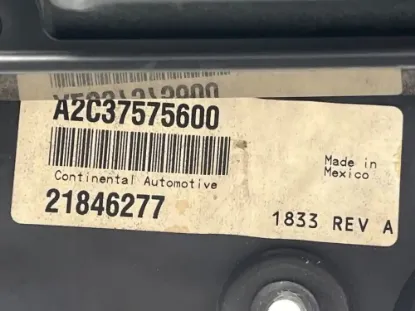 A2C37575600
Made in
Mexico
Continental Automotive
21846277
1833 REV A